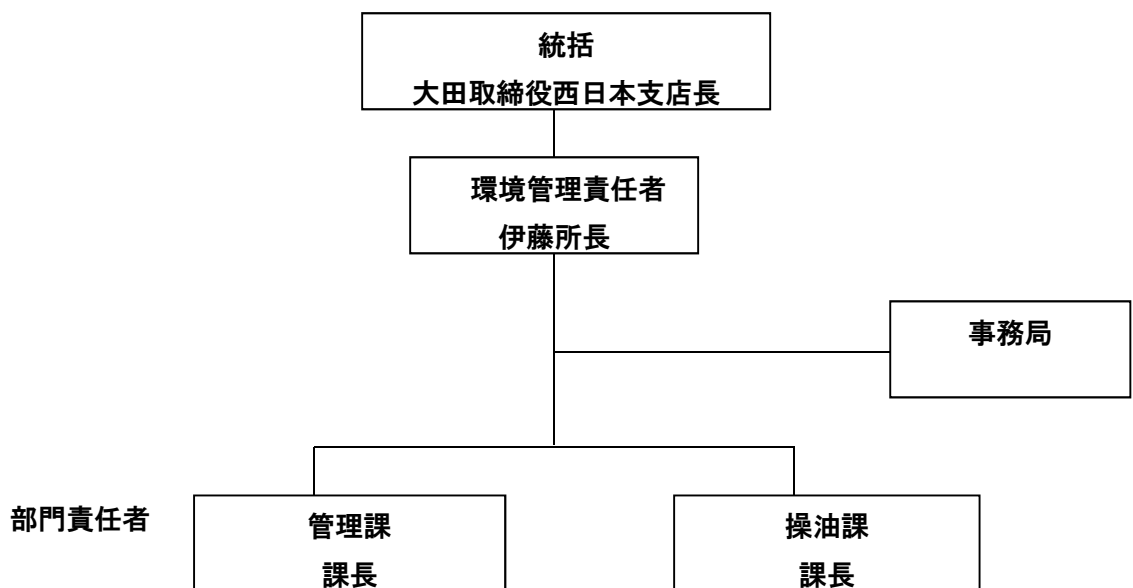 統括
大田取締役西日本支店長
環境管理責任者
伊藤所長
事務局
部門責任者
管理課
課長
操油課
課長